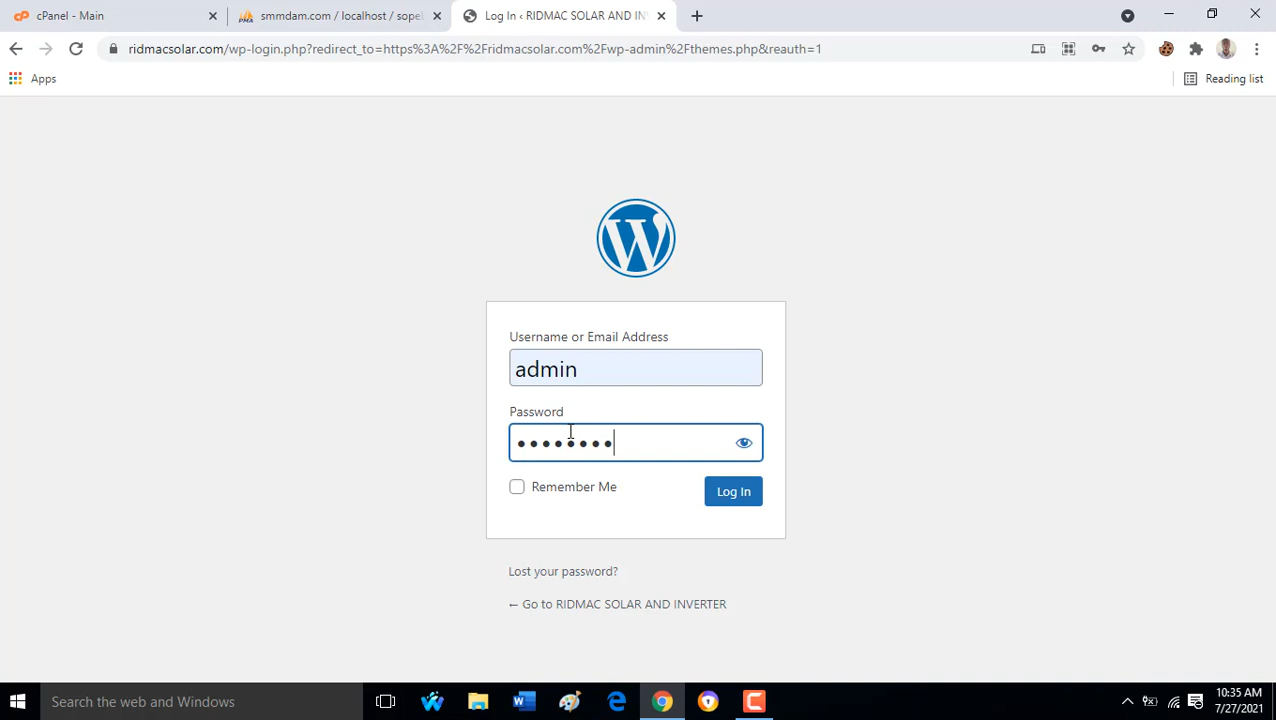 cPanel - Main
smmdam.com / localhost / sopel
Log In ‹ RIDMAC SOLAR AND IN
ridmacsolar.com/wp-login.php?redirect_to=https%3A%2F%2Fridmacsolar.com%2Fwp-admin%2Fthemes.php&reauth=1
Apps
Reading list
Username or Email Address
admin
Password
Remember Me
Log In
Lost your password?
← Go to RIDMAC SOLAR AND INVERTER
Search the web and Windows
10:35 AM
7/27/2021